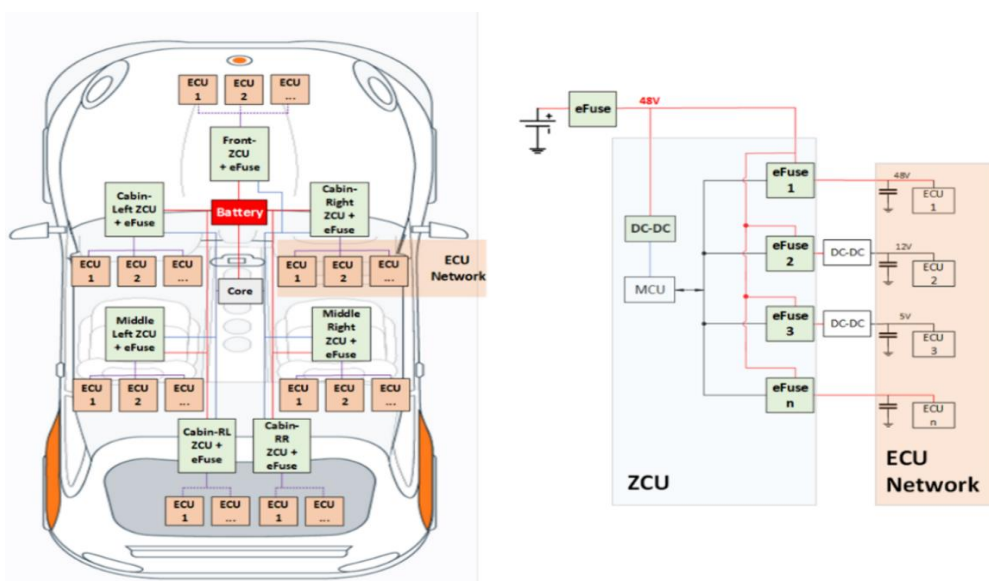 ECU
1
ECU
2
ECU
...
Front-
ZCU
+ eFuse
Cabin-
Left ZCU
+ eFuse
Battery
Cabin-
Right
ZCU +
eFuse
ECU
1
ECU
2
ECU
...
Core
ECU
1
ECU
2
ECU
...
ECU
Network
Middle
Left ZCU
+ eFuse
Middle
Right
ZCU +
eFuse
ECU
1
ECU
2
ECU
...
ECU
1
ECU
2
ECU
...
Cabin-RL
ZCU +
eFuse
Cabin-
RR
ZCU +
eFuse
ECU
1
ECU
...
ECU
1
ECU
...
eFuse
48V
+
DC-DC
MCU
eFuse
1
48V
ECU
1
eFuse
2
DC-DC
12V
ECU
2
eFuse
3
DC-DC
5V
ECU
3
eFuse
n
ECU
n
ZCU
ECU
Network